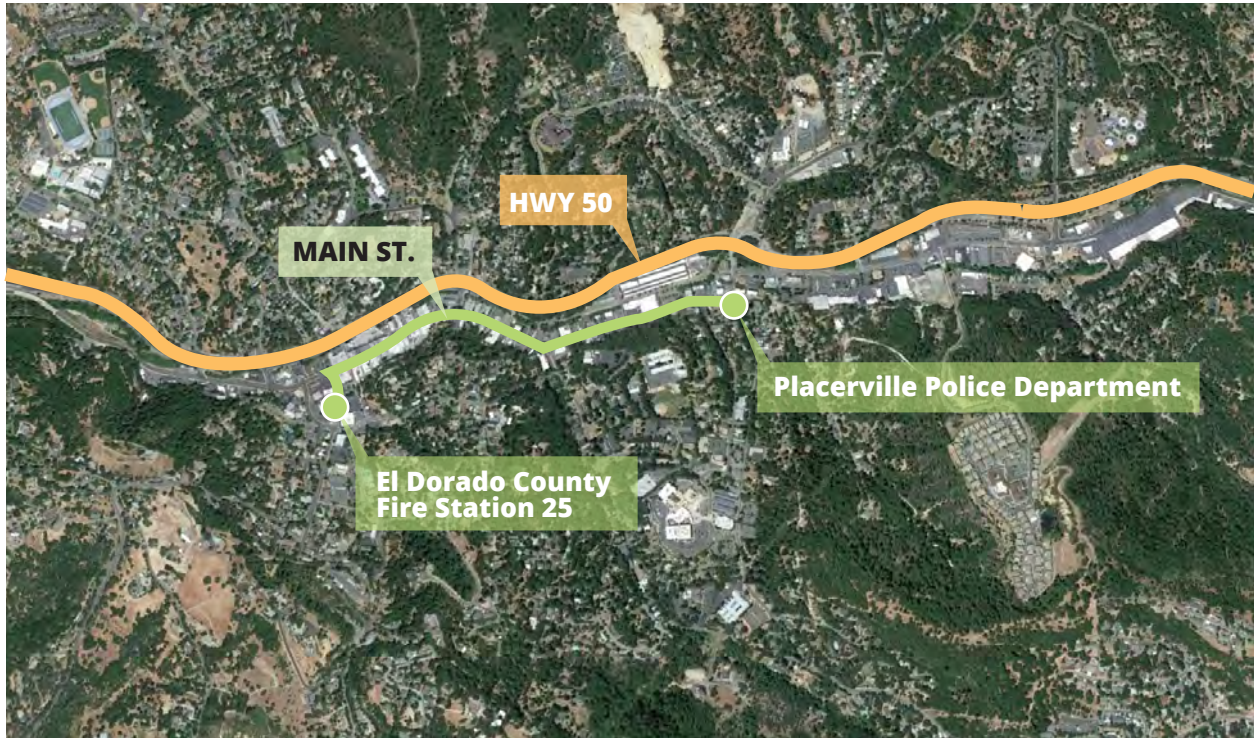 HWY 50
MAIN ST.
Placerville Police Department
El Dorado County
Fire Station 25